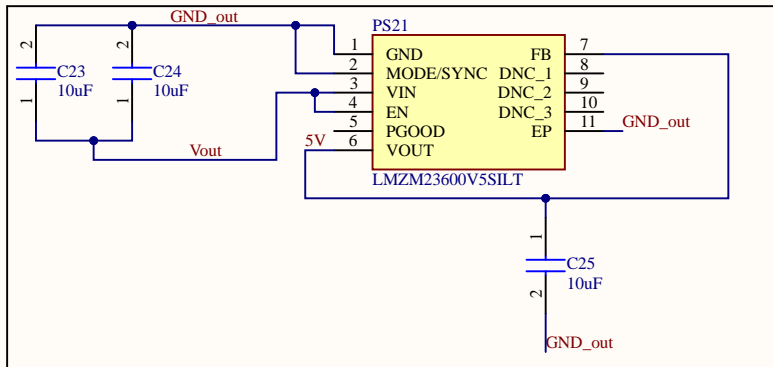 GND_out
PS21
2 2 1 GND FB 7
C23 C24 2 MODE/SYNC DNC_1 8
10uF 10uF 3 VIN DNC_2 9
1 1 4 EN DNC_3 10
5 PGOOD EP 11 GND_out
Vout 5V 6 VOUT
LMZM23600V5SILT
1
C25
10uF
2
GND_out